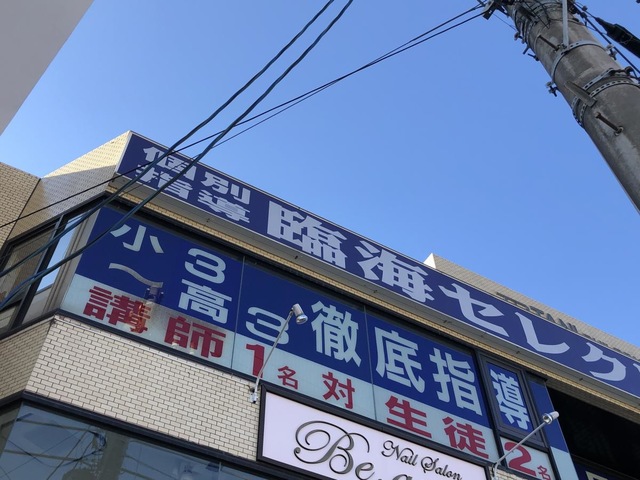 個別
指導
臨海セレク
小3～高3徹底指導
講師1名対生徒2名
Nail Salon
Be